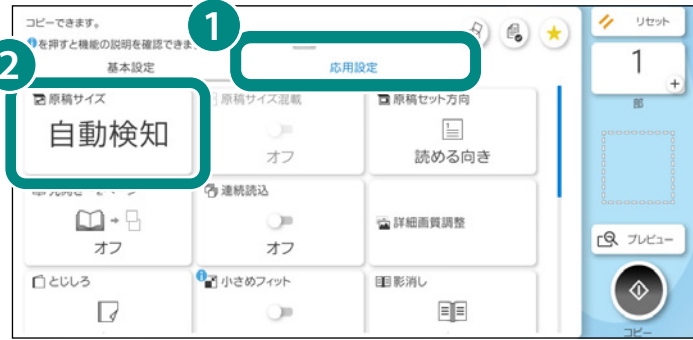 コピーできます。
iを押すと機能の説明を確認できま
1
リセット
基本設定
応用設定
1
部
2
原稿サイズ
自動検知
原稿サイズ混載
オフ
原稿セット方向
1
読める向き
オフ
連続読込
オフ
詳細画質調整
プレビュー
とじしろ
i
小さめフィット
影消し
コピー